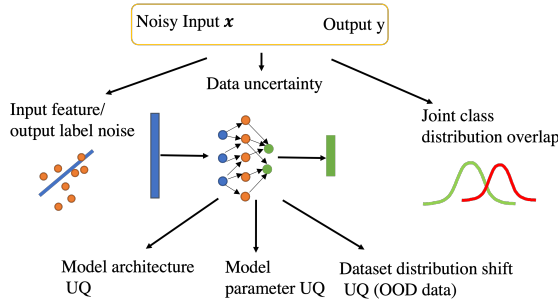 Noisy Input x Output y
Data uncertainty
Input feature/
output label noise
Joint class
distribution overlap
Model architecture
UQ
Model
parameter UQ
Dataset distribution shift
UQ (OOD data)